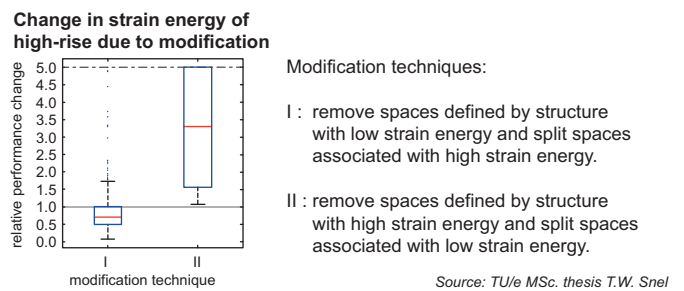 Change in strain energy of
high-rise due to modification
relative performance change
5.0
4.5
4.0
3.5
3.0
2.5
2.0
1.5
1.0
0.5
0.0
I
II
modification technique
Modification techniques:
I : remove spaces defined by structure
with low strain energy and split spaces
associated with high strain energy.
II : remove spaces defined by structure
with high strain energy and split spaces
associated with low strain energy.
Source: TU/e MSc. thesis T.W. Snel